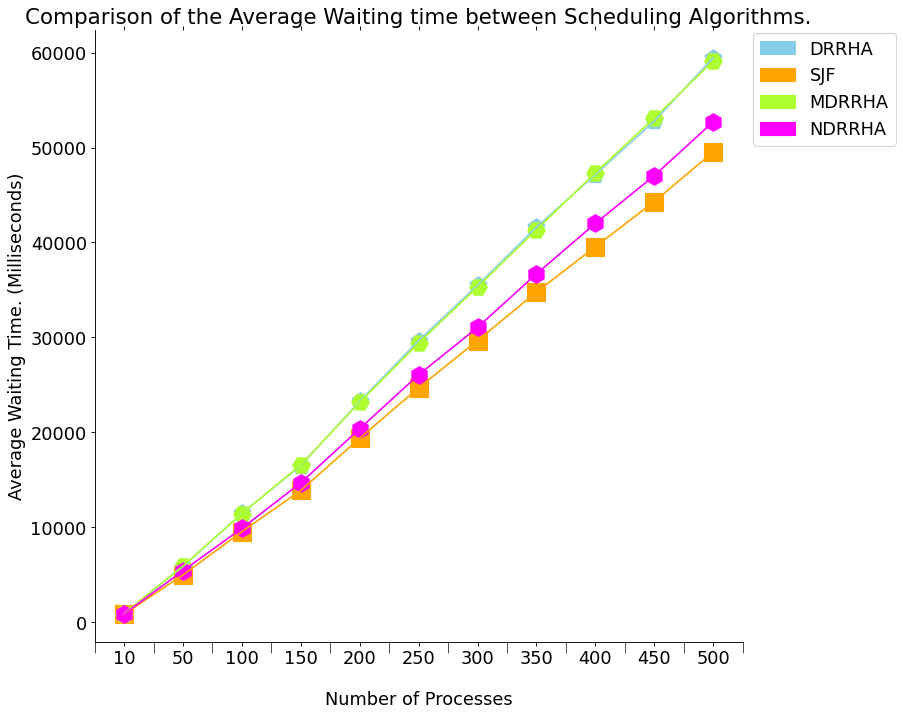 Comparison of the Average Waiting time between Scheduling Algorithms.
DRRHA
SJF
MDRRHA
NDRRHA
Average Waiting Time. (Milliseconds)
60000
50000
40000
30000
20000
10000
0
10 50 100 150 200 250 300 350 400 450 500
Number of Processes